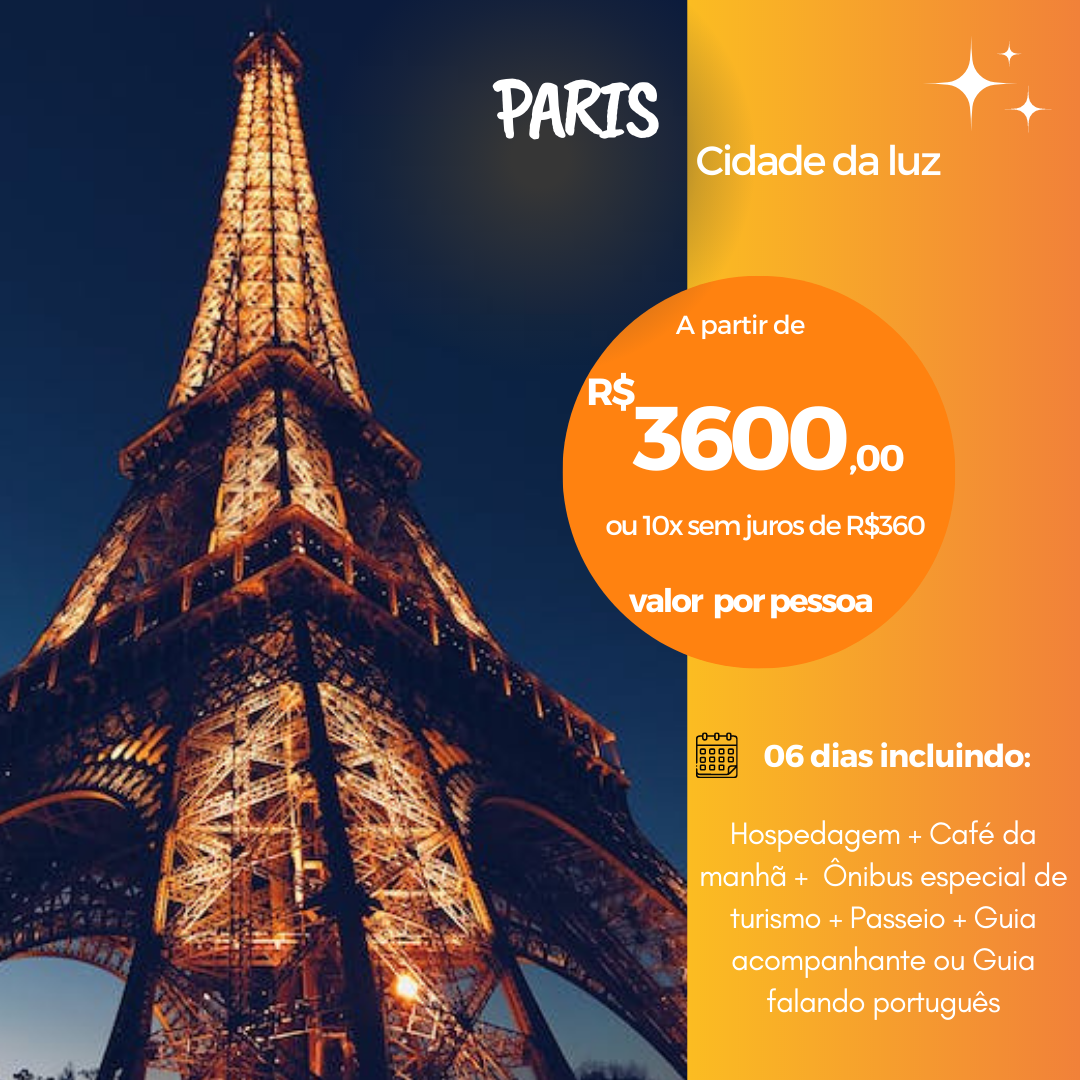 PARIS
Cidade da luz
A partir de
R$
3600,00
ou 10x sem juros de R$360
valor por pessoa
06 dias incluindo:
Hospedagem + Café da
manhã + Ônibus especial de
turismo + Passeio + Guia
acompanhante ou Guia
falando português